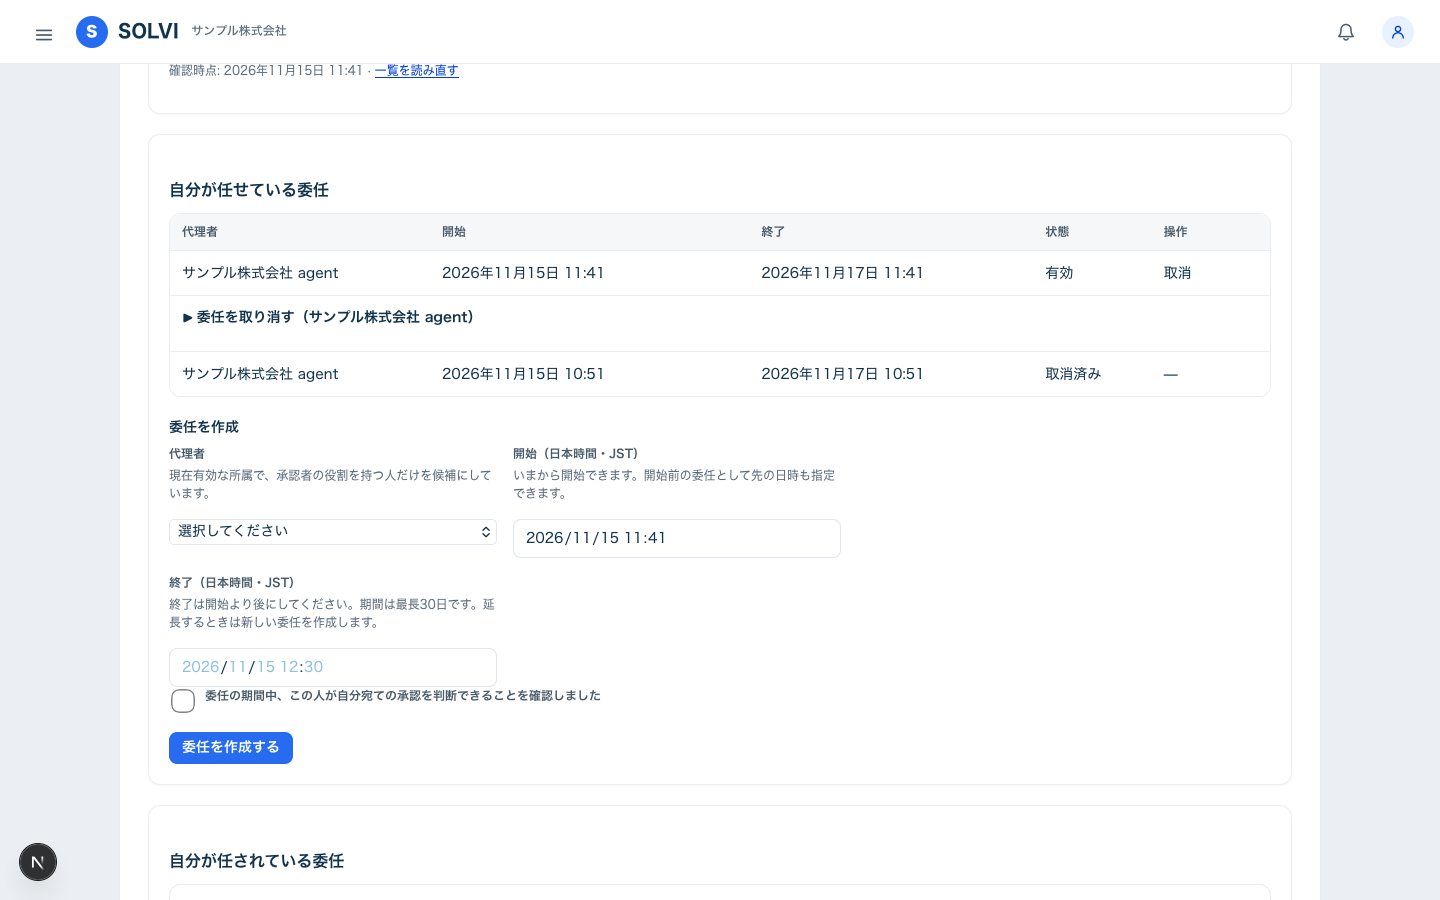 S SOLVI サンプル株式会社
確認時点: 2026年11月15日 11:41 · 一覧を読み直す
自分が任せている委任
代理者 開始 終了 状態 操作
サンプル株式会社 agent 2026年11月15日 11:41 2026年11月17日 11:41 有効 取消
▶ 委任を取り消す（サンプル株式会社 agent）
サンプル株式会社 agent 2026年11月15日 10:51 2026年11月17日 10:51 取消済み —
委任を作成
代理者
現在有効な所属で、承認者の役割を持つ人だけを候補にして
います。
選択してください
開始（日本時間・JST）
いまから開始できます。開始前の委任として先の日時も指定
できます。
2026/11/15 11:41
終了（日本時間・JST）
終了は開始より後にしてください。期間は最長30日です。延
長するときは新しい委任を作成します。
2026/11/15 12:30
委任の期間中、この人が自分宛ての承認を判断できることを確認しました
委任を作成する
自分が任されている委任
N